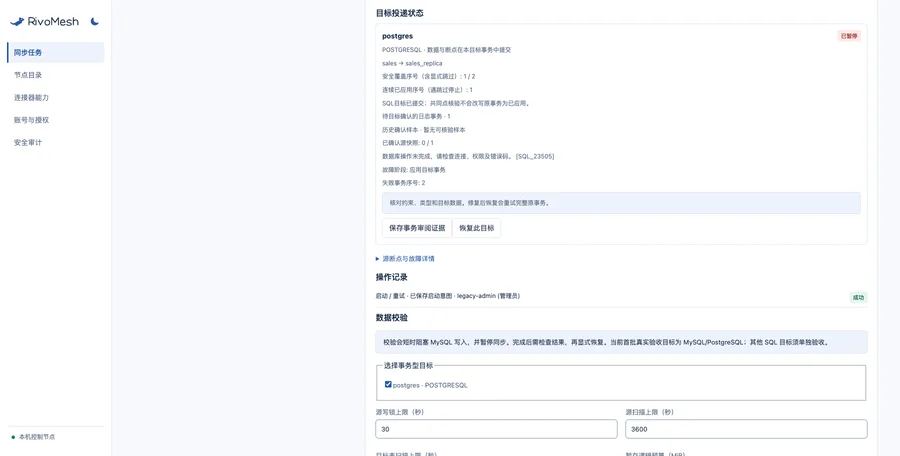 RivoMesh
同步任务
节点目录
连接器能力
账号与授权
安全审计
本机控制节点
目标投递状态
postgres
已暂停
POSTGRESQL · 数据与断点在本目标事务中提交
sales → sales_replica
安全覆盖序号（含显式跳过）: 1 / 2
连续已应用序号（遇跳过停止）: 1
SQL目标已提交；共同点核验不会改写原事务为已应用。
待目标确认的日志事务 · 1
历史确认样本 · 暂无可核验样本
已确认源快照: 0 / 1
数据库操作未完成，请检查连接、权限及错误码。 [SQL_23505]
故障阶段: 应用目标事务
失败事务序号: 2
核对约束、类型和目标数据。修复后恢复会重试完整原事务。
保存事务审阅证据
恢复此目标
源断点与故障详情
操作记录
启动 / 重试 · 已保存启动意图 · legacy-admin (管理员)
成功
数据校验
校验会短时阻塞 MySQL 写入，并暂停同步。完成后需检查结果，再显式恢复。当前首批真实验收目标为 MySQL/PostgreSQL；其他 SQL 目标须单独验收。
选择事务型目标
postgres · POSTGRESQL
源写锁上限（秒）
源扫描上限（秒）
30
3600